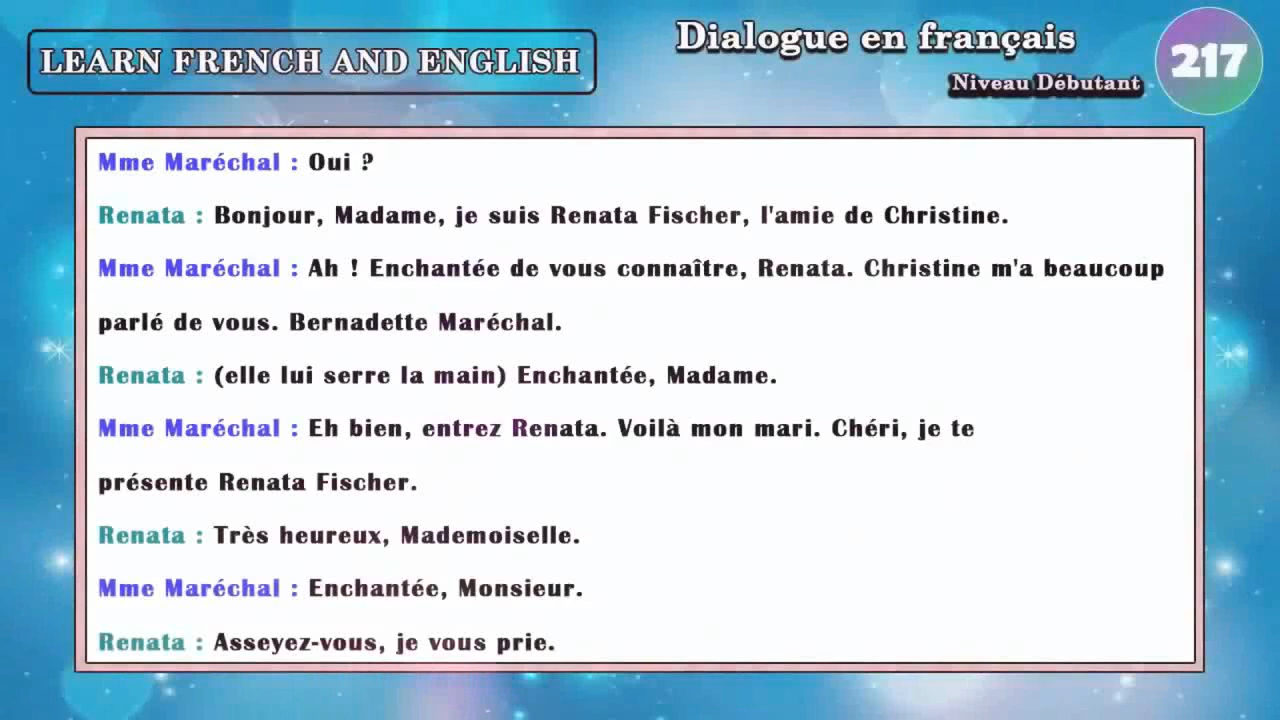 LEARN FRENCH AND ENGLISH
Dialogue en français
Niveau Débutant
217
Mme Maréchal : Oui ?
Renata : Bonjour, Madame, je suis Renata Fischer, l'amie de Christine.
Mme Maréchal : Ah ! Enchantée de vous connaître, Renata. Christine m'a beaucoup
parlé de vous. Bernadette Maréchal.
Renata : (elle lui serre la main) Enchantée, Madame.
Mme Maréchal : Eh bien, entrez Renata. Voilà mon mari. Chéri, je te
présente Renata Fischer.
Renata : Très heureux, Mademoiselle.
Mme Maréchal : Enchantée, Monsieur.
Renata : Asseyez-vous, je vous prie.